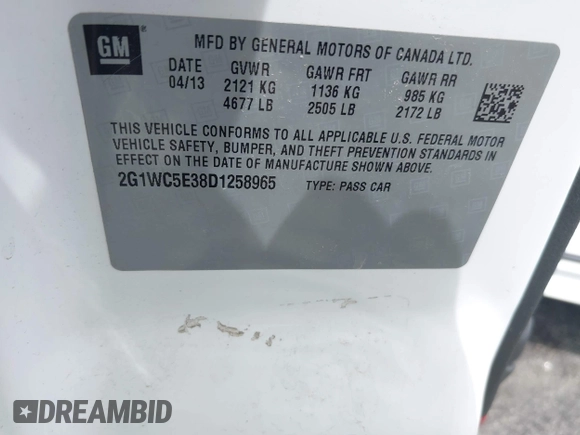 GM
MFD BY GENERAL MOTORS OF CANADA LTD.
DATE GVWR GAWR FRT GAWR RR
04/13 2121 KG 1136 KG 985 KG
4677 LB 2505 LB 2172 LB
THIS VEHICLE CONFORMS TO ALL APPLICABLE U.S. FEDERAL MOTOR
VEHICLE SAFETY, BUMPER, AND THEFT PREVENTION STANDARDS IN
EFFECT ON THE DATE OF MANUFACTURE SHOWN ABOVE.
2G1WC5E38D1258965 TYPE: PASS CAR
DREAMBID